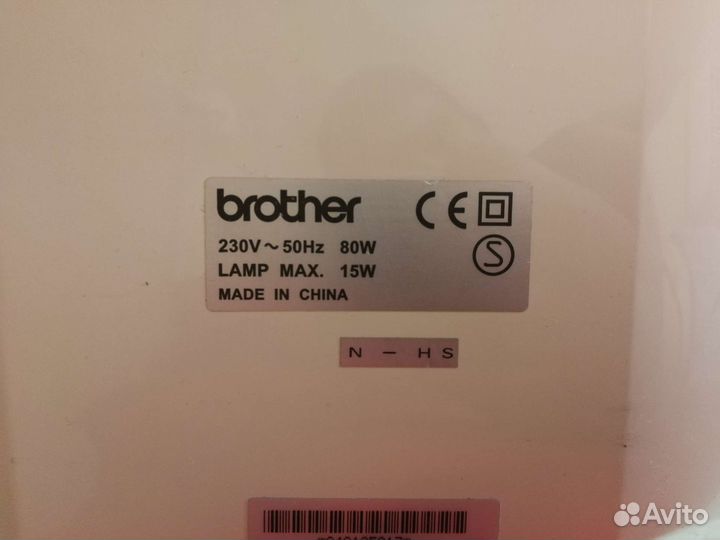 brother CE
230V ~ 50Hz 80W
LAMP MAX. 15W S
MADE IN CHINA
N – HS
Avito